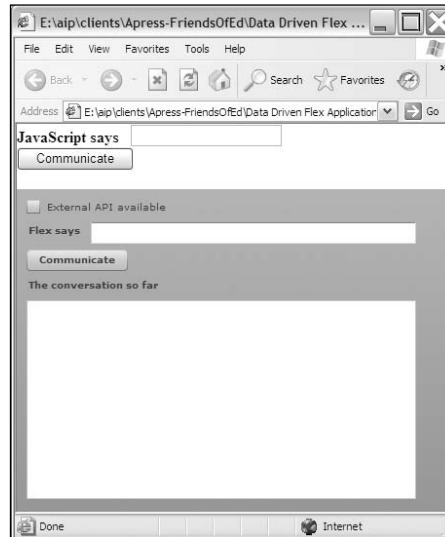 E:\aip\clients\Apress-FriendsOfEd\Data Driven Flex ...
File Edit View Favorites Tools Help
Back Search Favorites »
Address E:\aip\clients\Apress-FriendsOfEd\Data Driven Flex Application Go
JavaScript says
Communicate
External API available
Flex says
Communicate
The conversation so far
Done Internet